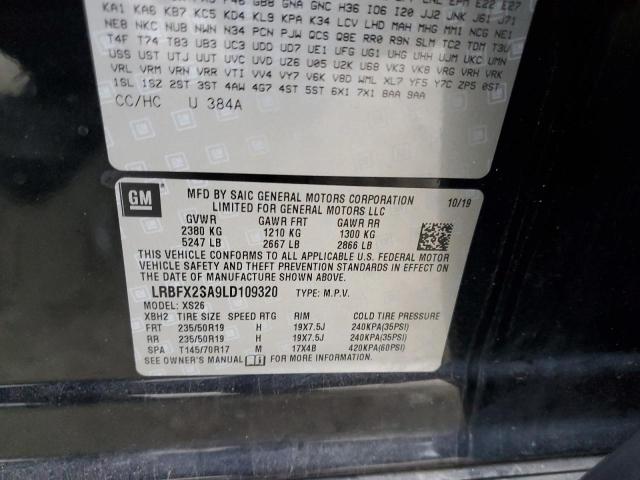 KA1 KA6 KB7 KC5 KD4 KL9 KPA K34 LCV LHD MAH MHG MM1 NCG NE1
NE8 NKC NUB NWN N34 PCN PJW QCS Q8E RR0 R9N SLM TC2 TDM T3U
T4F T74 T83 UB3 UC3 UDD UD7 UE1 UFG UG1 UHG UHH UJM UKC UMN
USS UST UTJ UUT UVC UVD UZ6 U05 U2K U68 VK3 VK8 VRG VRH VRK
VRL VRM VRN VRR VTI VV4 VY7 V6K V8D WML XL7 YF5 Y7C ZP5 0ST
1SL 1SZ 2ST 3ST 4AW 4G7 4ST 5ST 6X1 7X1 8AA 9AA
CC/HC U 384A
GM
MFD BY SAIC GENERAL MOTORS CORPORATION
LIMITED FOR GENERAL MOTORS LLC
10/19
GVWR GAWR FRT GAWR RR
2380 KG 1210 KG 1300 KG
5247 LB 2667 LB 2866 LB
THIS VEHICLE CONFORMS TO ALL APPLICABLE U.S. FEDERAL MOTOR
VEHICLE SAFETY AND THEFT PREVENTION STANDARDS IN
EFFECT ON THE DATE OF MANUFACTURE SHOWN ABOVE.
LRBFX2SA9LD109320 TYPE: M.P.V.
MODEL: XS26
XBH2 TIRE SIZE SPEED RTG RIM COLD TIRE PRESSURE
FRT 235/50R19 H 19X7.5J 240KPA(35PSI)
RR 235/50R19 H 19X7.5J 240KPA(35PSI)
SPA T145/70R17 M 17X4B 420KPA(60PSI)
SEE OWNER'S MANUAL FOR ADDITIONAL INFORMATION.